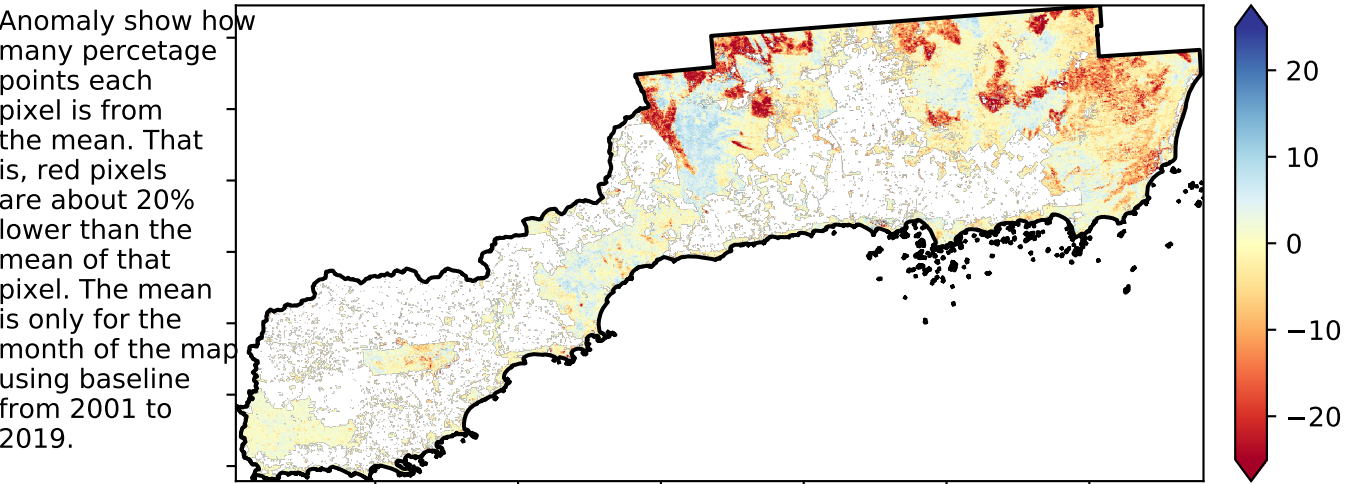 Anomaly show how
many percetage
points each
pixel is from
the mean. That
is, red pixels
are about 20%
lower than the
mean of that
pixel. The mean
is only for the
month of the map
using baseline
from 2001 to
2019.
20
10
0
−10
−20